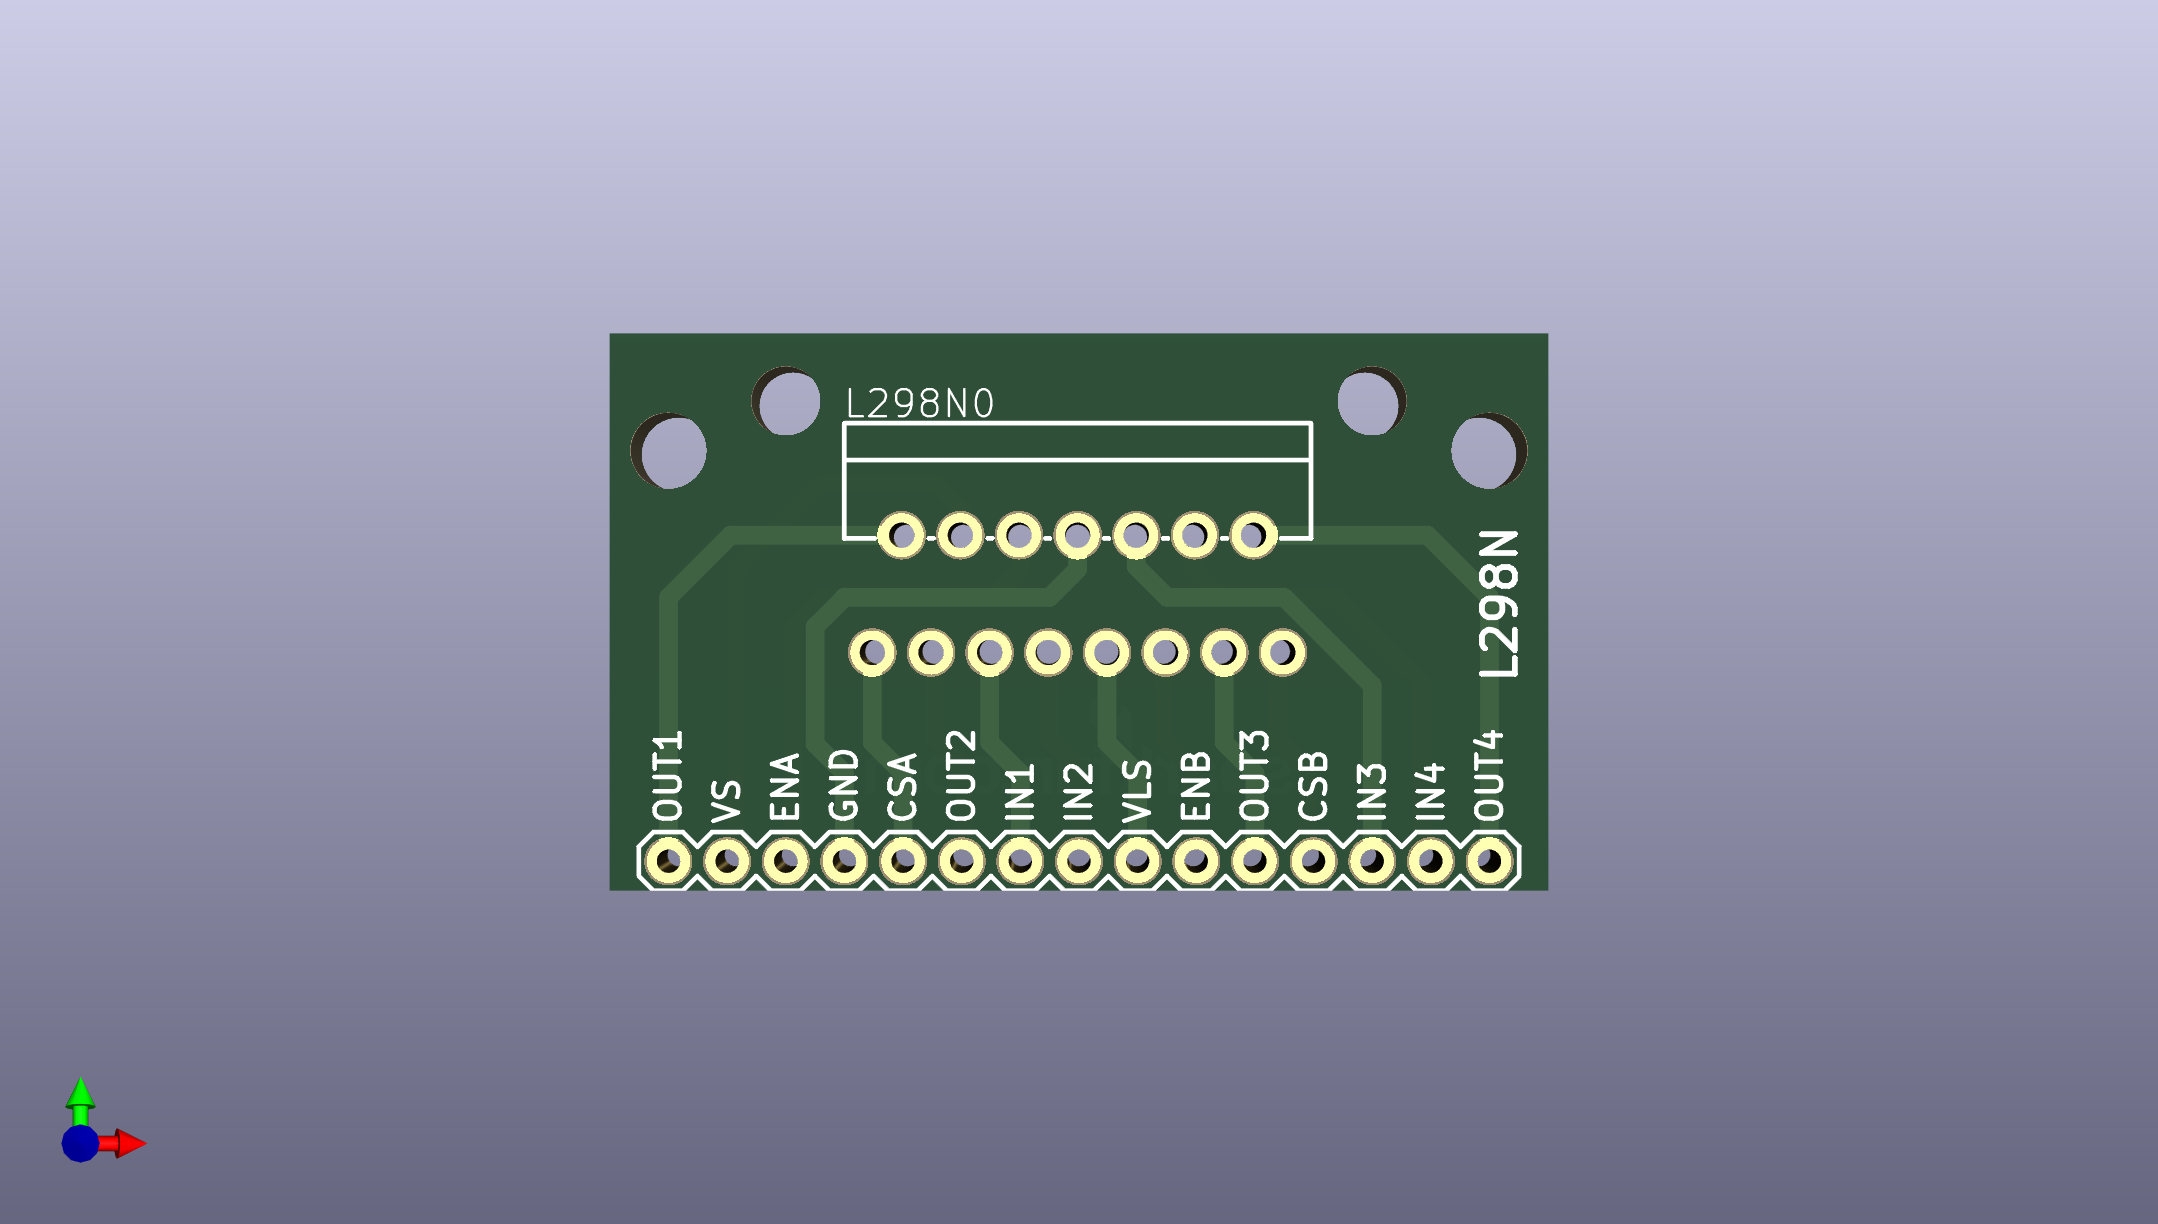 L298N0
L298N
OUT1
VS
ENA
GND
CSA
OUT2
IN1
IN2
VLS
ENB
OUT3
CSB
IN3
IN4
OUT4